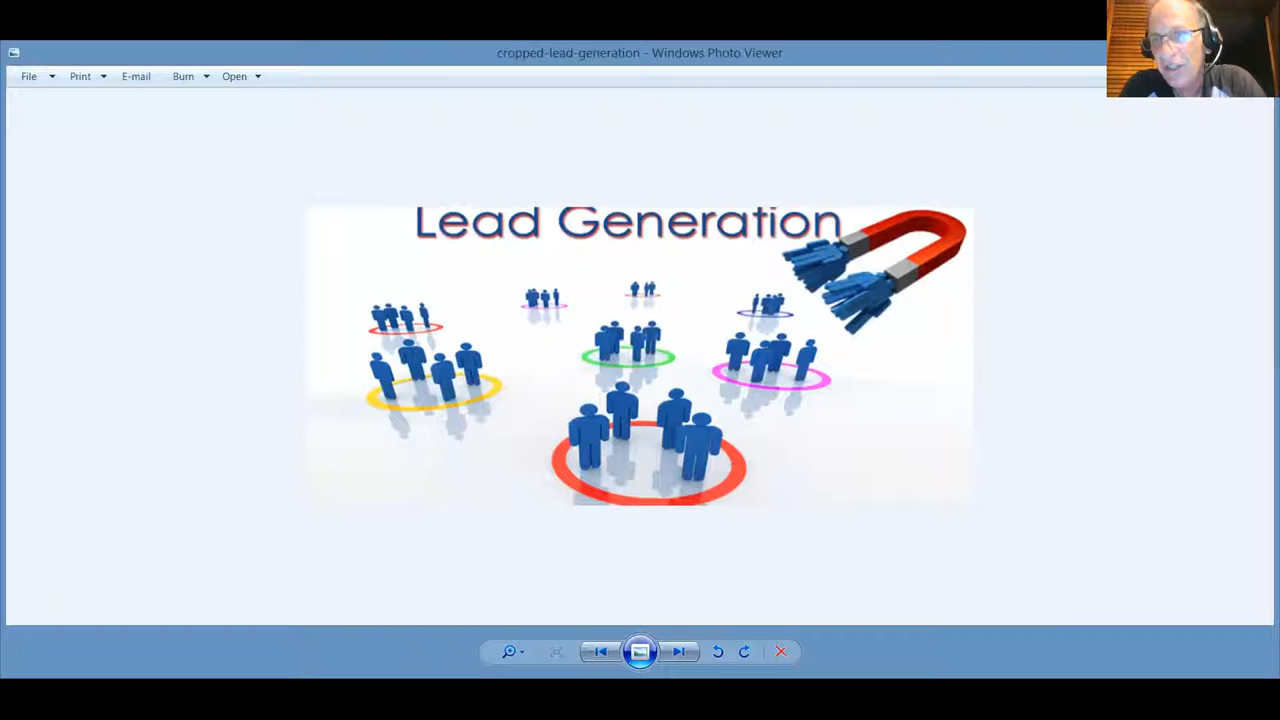 cropped-lead-generation - Windows Photo Viewer
File Print E-mail Burn Open
Lead Generation